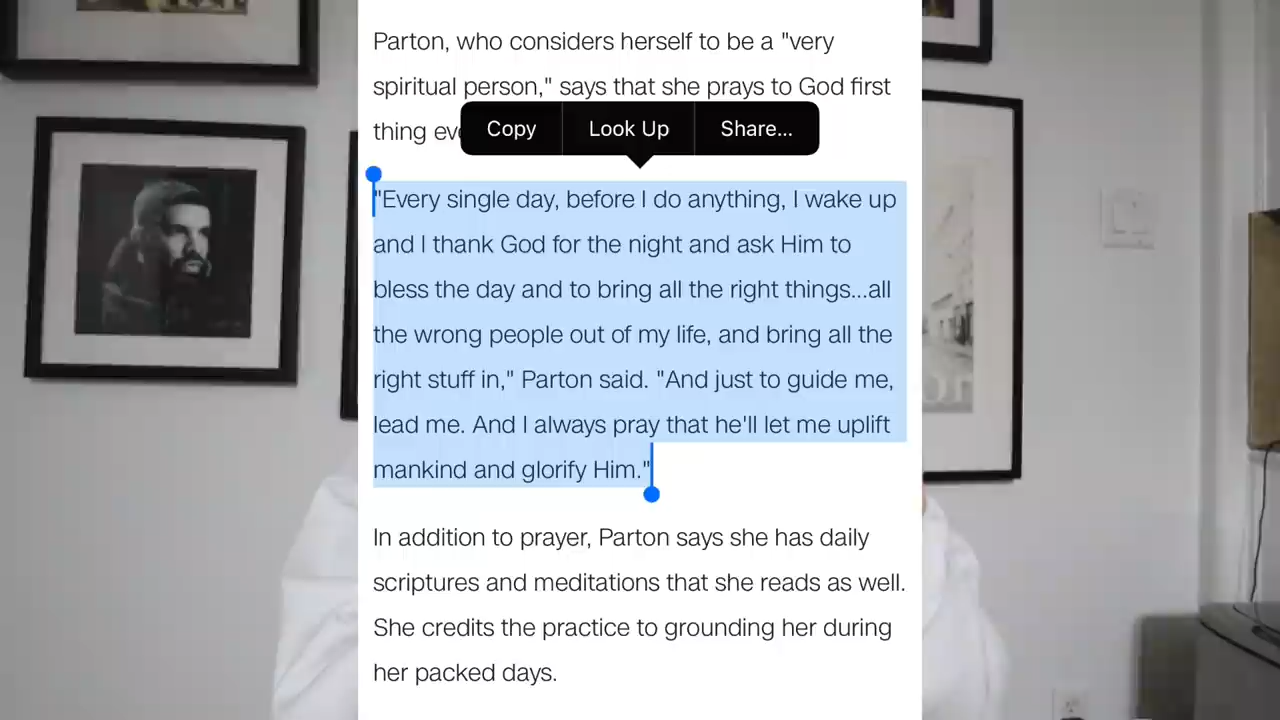 Parton, who considers herself to be a "very
spiritual person," says that she prays to God first
thing
Copy
Look Up
Share...
"Every single day, before I do anything, I wake up
and I thank God for the night and ask Him to
bless the day and to bring all the right things...all
the wrong people out of my life, and bring all the
right stuff in," Parton said. "And just to guide me,
lead me. And I always pray that he'll let me uplift
mankind and glorify Him."
In addition to prayer, Parton says she has daily
scriptures and meditations that she reads as well.
She credits the practice to grounding her during
her packed days.